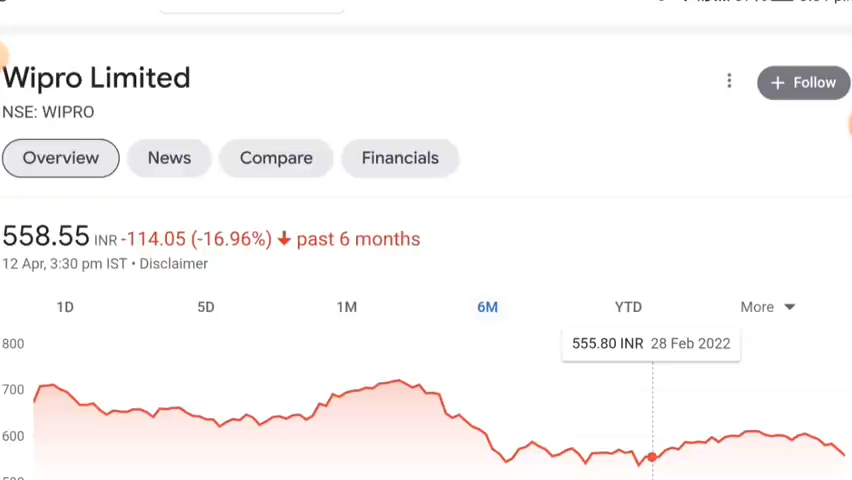 Wipro Limited
+ Follow
NSE: WIPRO
Overview
News
Compare
Financials
558.55 INR -114.05 (-16.96%) ↓ past 6 months
12 Apr, 3:30 pm IST • Disclaimer
1D
5D
1M
6M
YTD
More
555.80 INR 28 Feb 2022
800
700
600